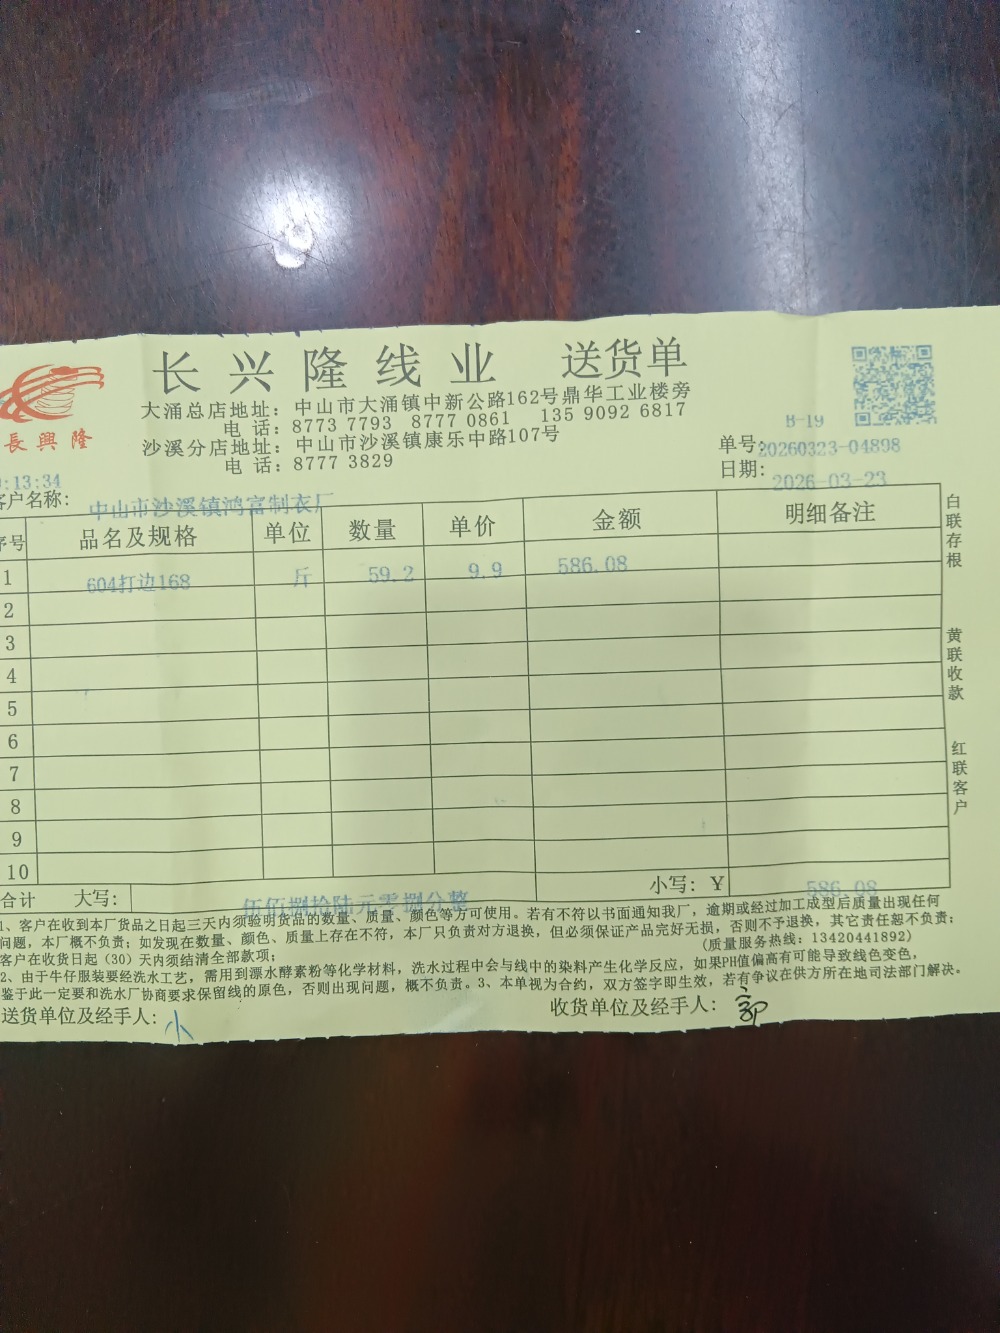 长兴隆线业 送货单
長興隆
大涌总店地址：中山市大涌镇中新公路162号鼎华工业楼旁
电 话：8773 7793 8777 0861 135 9092 6817
沙溪分店地址：中山市沙溪镇康乐中路107号
电 话：8777 3829
B-19
单号：20260323-04898
日期：2026-03-23
:13:34
客户名称：中山市沙溪镇鸿富制衣厂
序号 品名及规格 单位 数量 单价 金额 明细备注
1 604打边168 斤 59.2 9.9 586.08
2
3
4
5
6
7
8
9
10
合计 大写：伍佰捌拾陆元零捌分整 小写：￥ 586.08
白联存根
黄联收款
红联客户
1、客户在收到本厂货品之日起三天内须验明货品的数量、质量、颜色等方可使用。若有不符以书面通知我厂，逾期或经过加工成型后质量出现任何
问题，本厂概不负责；如发现在数量、颜色、质量上存在不符，本厂只负责对方退换，但必须保证产品完好无损，否则不予退换，其它责任恕不负责；
客户在收货日起（30）天内须结清全部款项； （质量服务热线：13420441892）
2、由于牛仔服装要经洗水工艺，需用到漂水酵素粉等化学材料，洗水过程中会与线中的染料产生化学反应，如果PH值偏高有可能导致线色变色，
鉴于此一定要和洗水厂协商要求保留线的原色，否则出现问题，概不负责。3、本单视为合约，双方签字即生效，若有争议在供方所在地司法部门解决。
送货单位及经手人：小 收货单位及经手人：